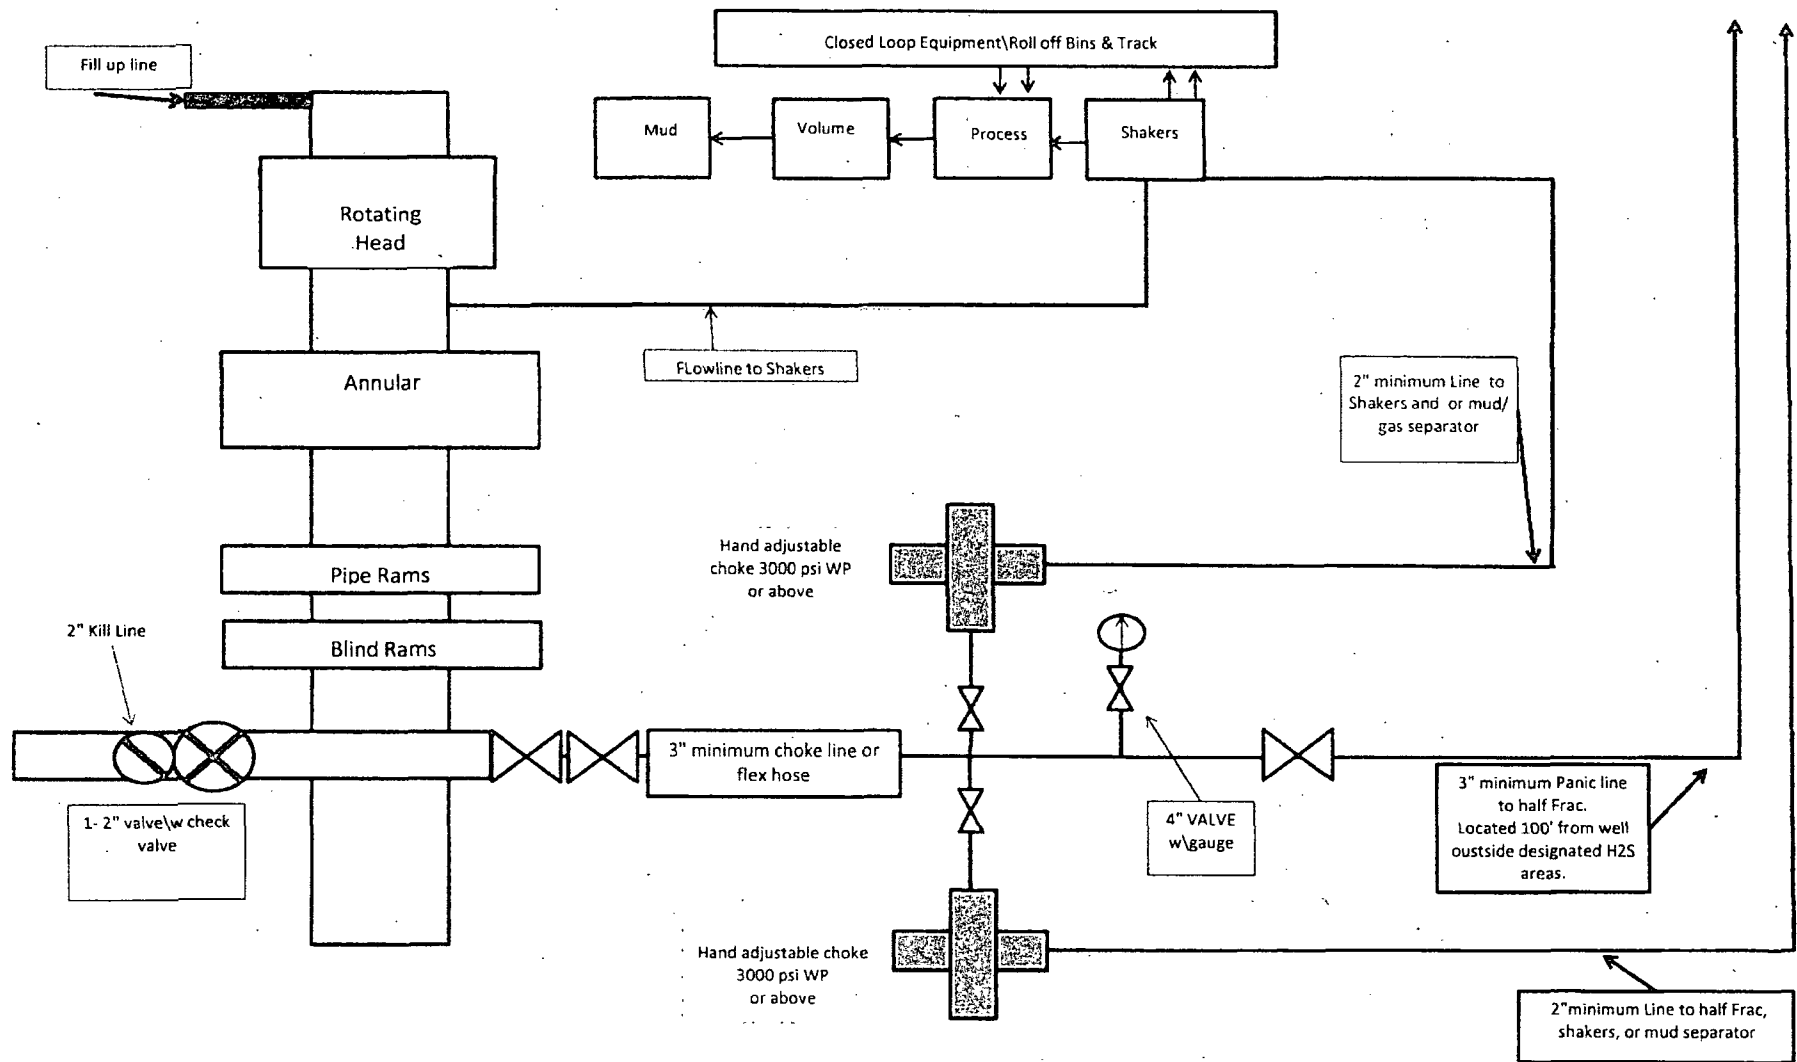 Closed Loop Equipment\Roll off Bins & Track
Fill up line
Mud
Volume
Process
Shakers
Rotating
Head
FLowline to Shakers
Annular
2" minimum Line to
Shakers and or mud/
gas separator
Hand adjustable
choke 3000 psi WP
or above
Pipe Rams
2" Kill Line
Blind Rams
3" minimum choke line or
flex hose
1- 2" valve\w check
valve
4" VALVE
w\gauge
3" minimum Panic line
to half Frac.
Located 100' from well
oustside designated H2S
areas.
Hand adjustable choke
3000 psi WP
or above
2"minimum Line to half Frac,
shakers, or mud separator